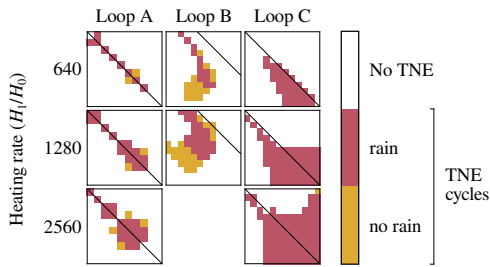 Loop A Loop B Loop C
Heating rate (H₁/H₀)
640
1280
2560
No TNE
rain
no rain
TNE
cycles